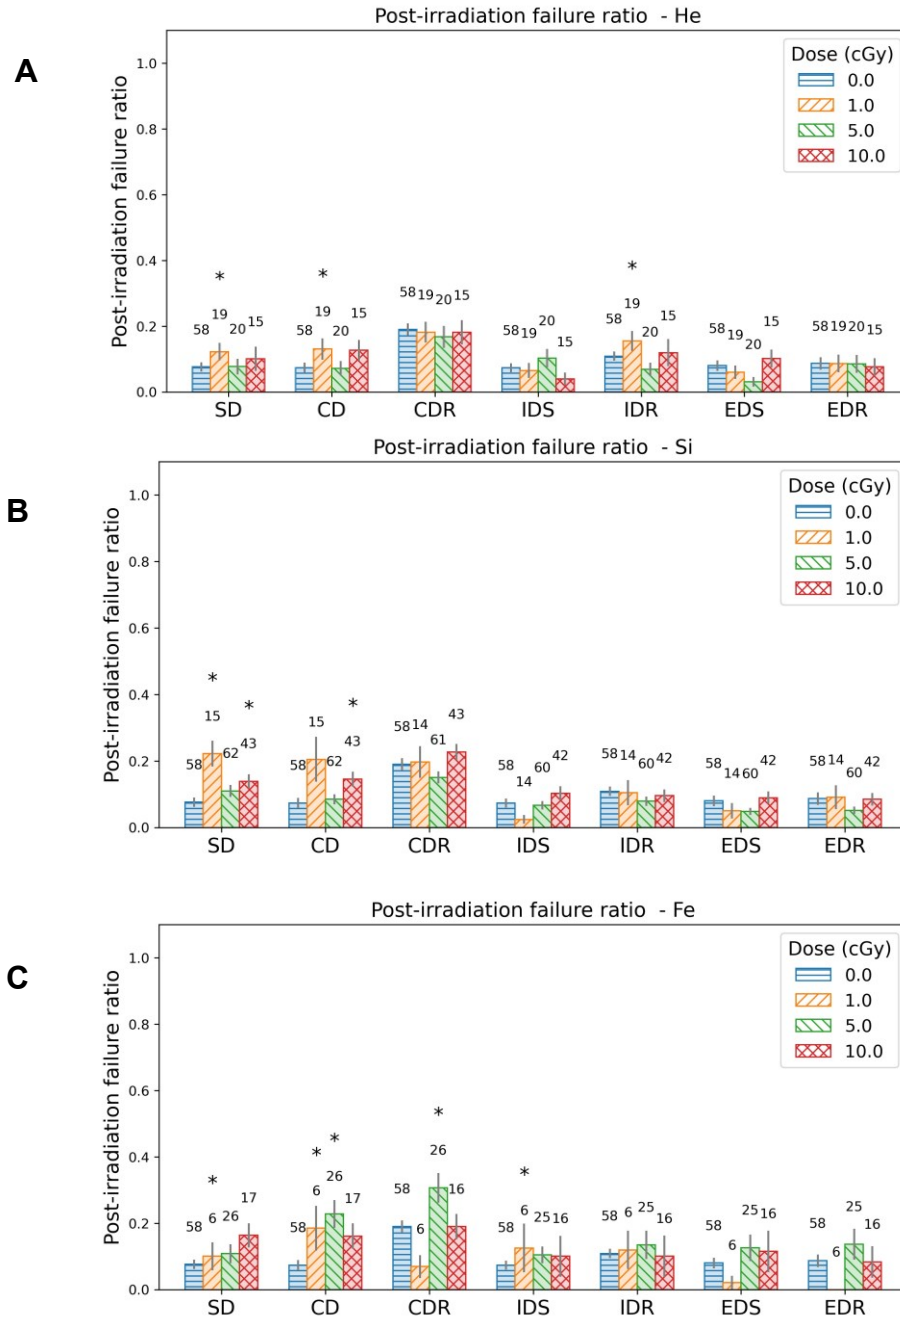 Post-irradiation failure ratio - He
A
Post-irradiation failure ratio
Dose (cGy)
0.0
1.0
5.0
10.0
1.0
0.8
0.6
0.4
0.2
0.0
* * *
58 19 20 15
58 19 20 15
58 19 20 15
58 19 20 15
58 19 20 15
58 19 20 15
58 19 20 15
SD CD CDR IDS IDR EDS EDR
Post-irradiation failure ratio - Si
B
Post-irradiation failure ratio
Dose (cGy)
0.0
1.0
5.0
10.0
1.0
0.8
0.6
0.4
0.2
0.0
* * *
58 15 62 43
58 15 62 43
58 14 61 43
58 14 60 42
58 14 60 42
58 14 60 42
58 14 60 42
SD CD CDR IDS IDR EDS EDR
Post-irradiation failure ratio - Fe
C
Post-irradiation failure ratio
Dose (cGy)
0.0
1.0
5.0
10.0
1.0
0.8
0.6
0.4
0.2
0.0
* * * * *
58 6 26 17
58 6 26 17
58 6 26 16
58 6 25 16
58 6 25 16
58 6 25 16
58 6 25 16
SD CD CDR IDS IDR EDS EDR